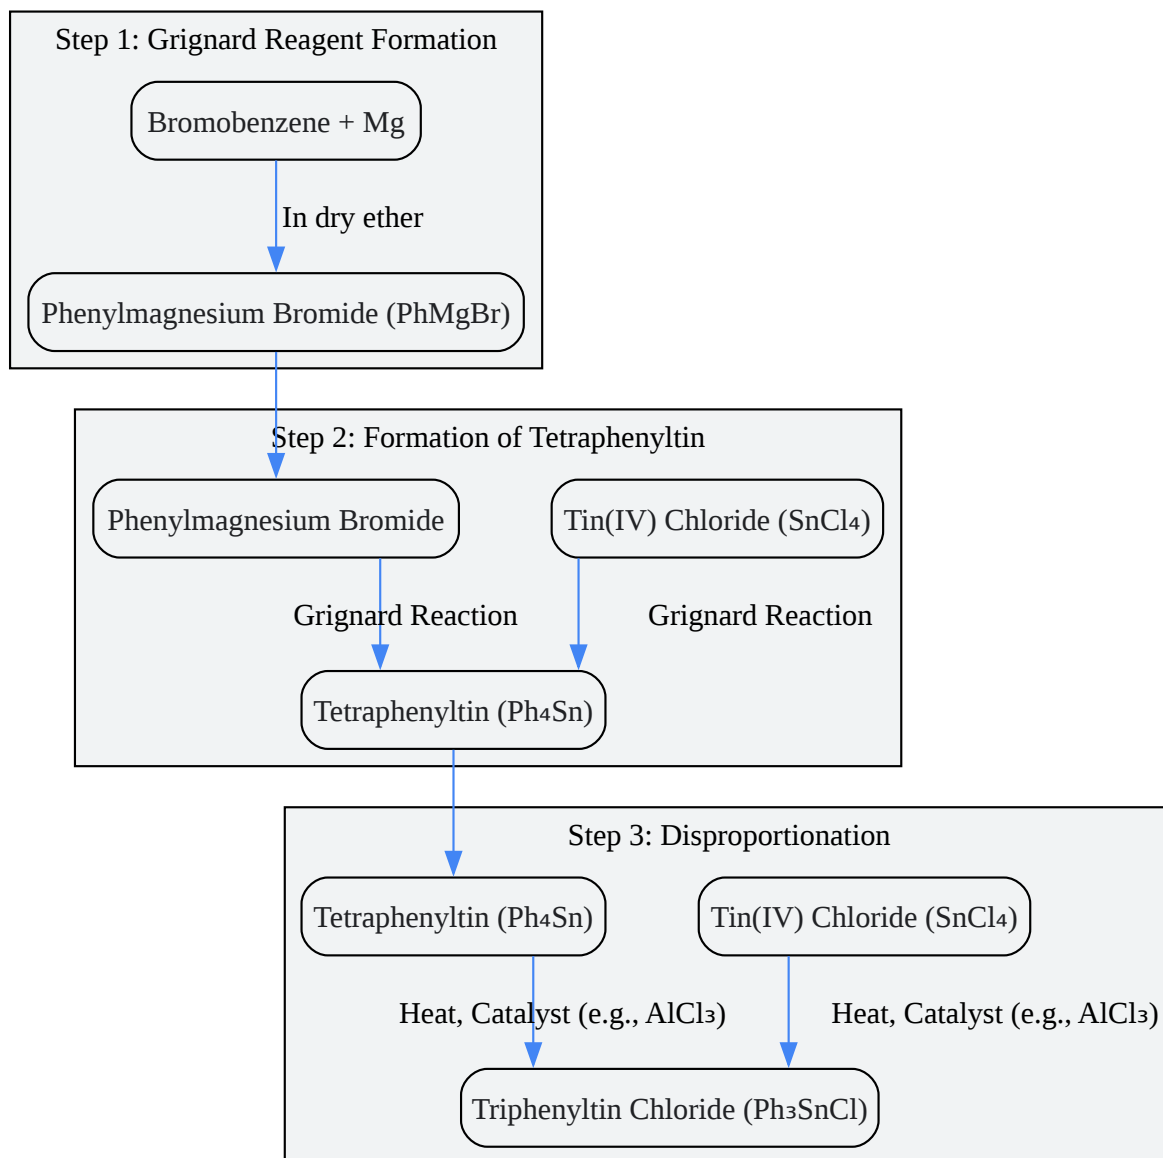 Step 1: Grignard Reagent Formation
Bromobenzene + Mg
In dry ether
Phenylmagnesium Bromide (PhMgBr)
Step 2: Formation of Tetraphenyltin
Phenylmagnesium Bromide
Tin(IV) Chloride (SnCl₄)
Grignard Reaction
Grignard Reaction
Tetraphenyltin (Ph₄Sn)
Step 3: Disproportionation
Tetraphenyltin (Ph₄Sn)
Tin(IV) Chloride (SnCl₄)
Heat, Catalyst (e.g., AlCl₃)
Heat, Catalyst (e.g., AlCl₃)
Triphenyltin Chloride (Ph₃SnCl)